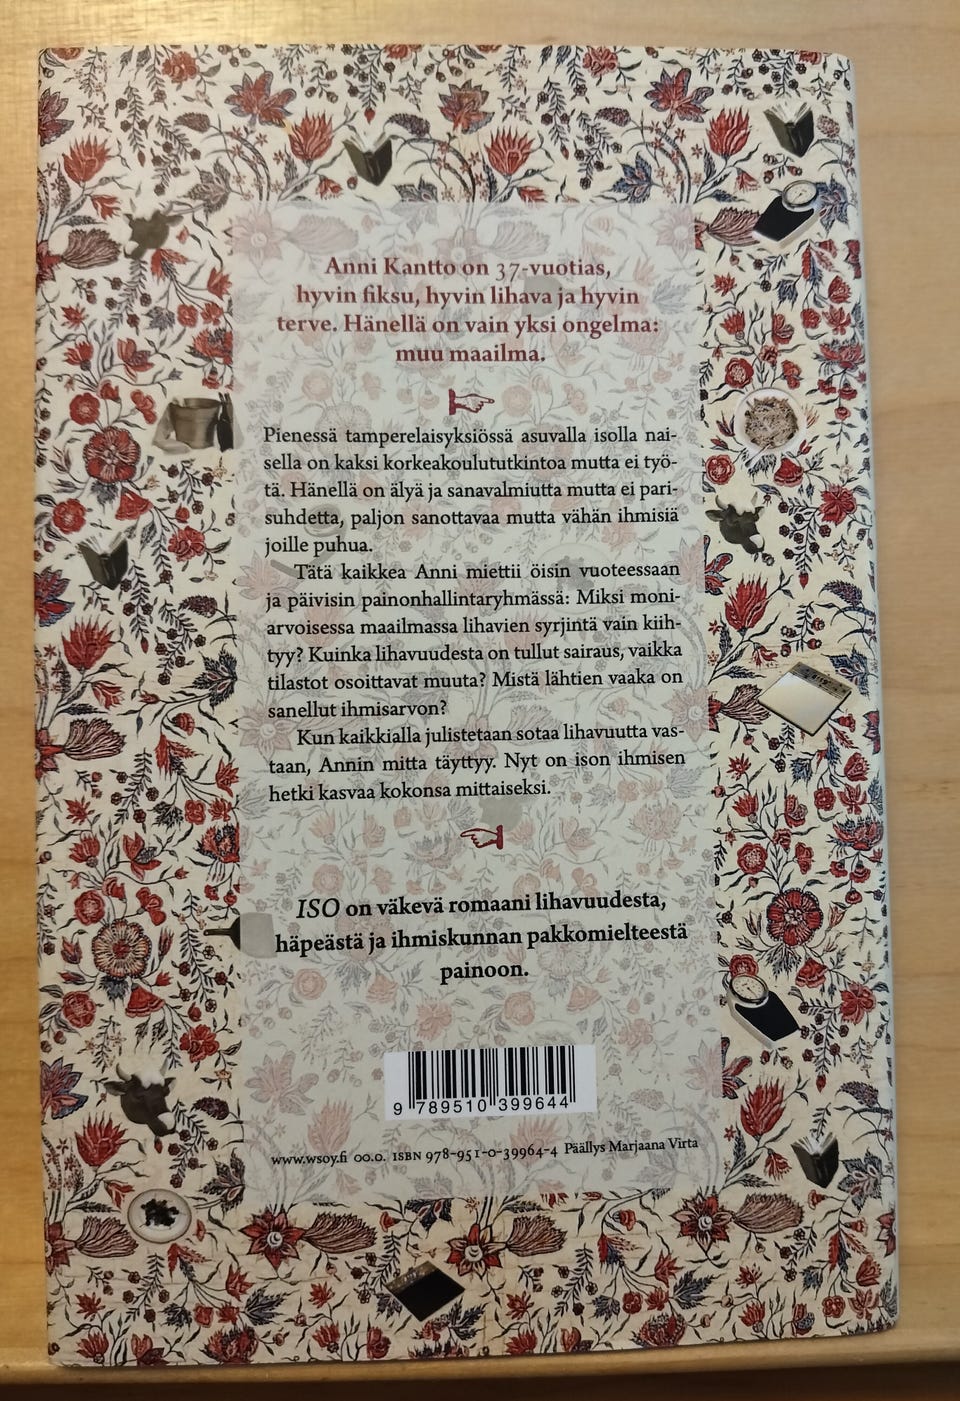 Anni Kantto on 37-vuotias,
hyvin fiksu, hyvin lihava ja hyvin
terve. Hänellä on vain yksi ongelma:
muu maailma.
Pienessä tamperelaisyksiössä asuvalla isolla nai-
sella on kaksi korkeakoulututkintoa mutta ei työ-
tä. Hänellä on älyä ja sanavalmiutta mutta ei pari-
suhdetta, paljon sanottavaa mutta vähän ihmisiä
joille puhua.
Tätä kaikkea Anni miettii öisin vuoteessaan
ja päivisin painonhallintaryhmässä: Miksi moni-
arvoisessa maailmassa lihavien syrjintä vain kiih-
tyy? Kuinka lihavuudesta on tullut sairaus, vaikka
tilastot osoittavat muuta? Mistä lähtien vaaka on
sanellut ihmisarvon?
Kun kaikkialla julistetaan sotaa lihavuutta vas-
taan, Annin mitta täyttyy. Nyt on ison ihmisen
hetki kasvaa kokonsa mittaiseksi.
ISO on väkevä romaani lihavuudesta,
häpeästä ja ihmiskunnan pakkomielteestä
painoon.
9 789510 399644
www.wsoy.fi 00.0. ISBN 978-951-0-39964-4 Päällys Marjaana Virta